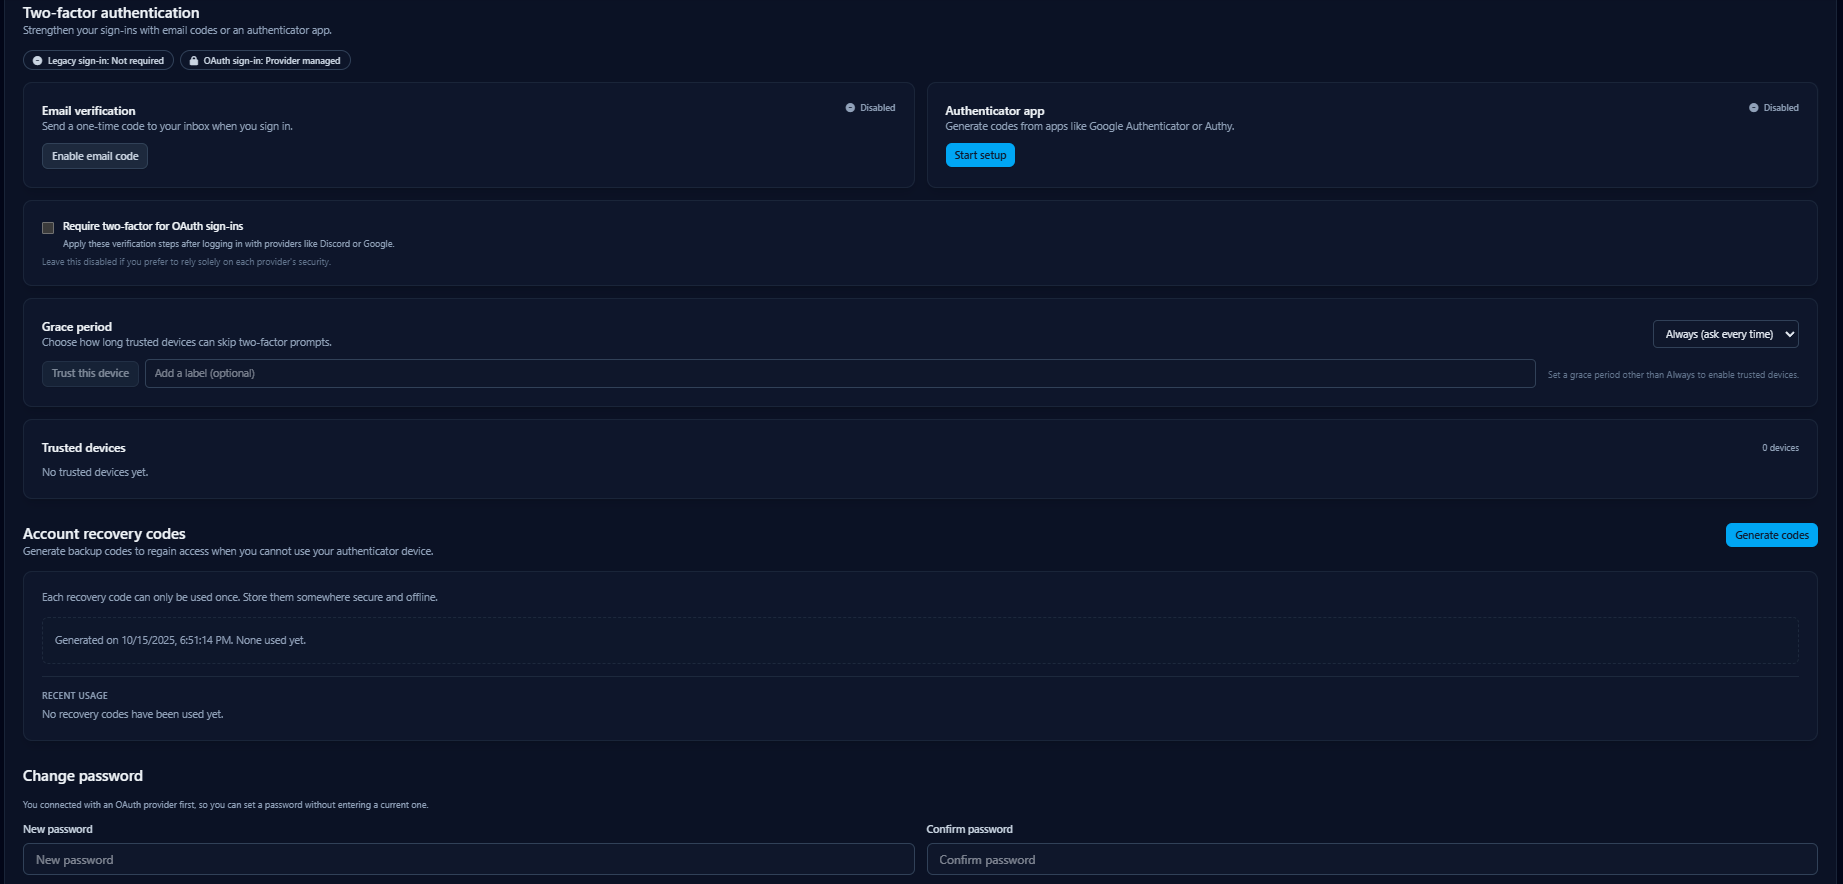 Two-factor authentication
Strengthen your sign-ins with email codes or an authenticator app.
Legacy sign-in: Not required
OAuth sign-in: Provider managed
Email verification
Disabled
Send a one-time code to your inbox when you sign in.
Enable email code
Authenticator app
Disabled
Generate codes from apps like Google Authenticator or Authy.
Start setup
Require two-factor for OAuth sign-ins
Apply these verification steps after logging in with providers like Discord or Google.
Leave this disabled if you prefer to rely solely on each provider's security.
Grace period
Choose how long trusted devices can skip two-factor prompts.
Always (ask every time)
Trust this device
Add a label (optional)
Set a grace period other than Always to enable trusted devices.
Trusted devices
0 devices
No trusted devices yet.
Account recovery codes
Generate backup codes to regain access when you cannot use your authenticator device.
Generate codes
Each recovery code can only be used once. Store them somewhere secure and offline.
Generated on 10/15/2025, 6:51:14 PM. None used yet.
RECENT USAGE
No recovery codes have been used yet.
Change password
You connected with an OAuth provider first, so you can set a password without entering a current one.
New password
New password
Confirm password
Confirm password